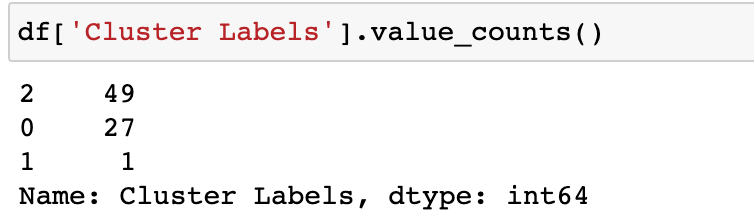 df['Cluster Labels'].value_counts()
2    49
0    27
1     1
Name: Cluster Labels, dtype: int64